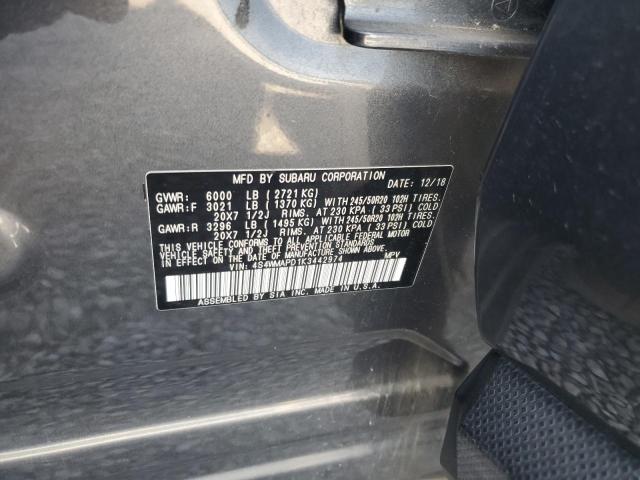 MFD BY SUBARU CORPORATION
DATE: 12/18
GVWR: 6000 LB ( 2721 KG)
GAWR:F 3021 LB ( 1370 KG) WITH 245/50R20 102H TIRES.
20X7 1/2J RIMS. AT 230 KPA ( 33 PSI) COLD
GAWR:R 3296 LB ( 1495 KG) WITH 245/50R20 102H TIRES.
20X7 1/2J RIMS. AT 230 KPA ( 33 PSI) COLD
THIS VEHICLE CONFORMS TO ALL APPLICABLE FEDERAL MOTOR
VEHICLE SAFETY AND THEFT PREVENTION STANDARDS
IN EFFECT ON THE DATE OF MANUFACTURE SHOWN ABOVE.
VIN: 4S4WMAPD1K3442974 MPV
ASSEMBLED BY SIA INC. MADE IN U.S.A.